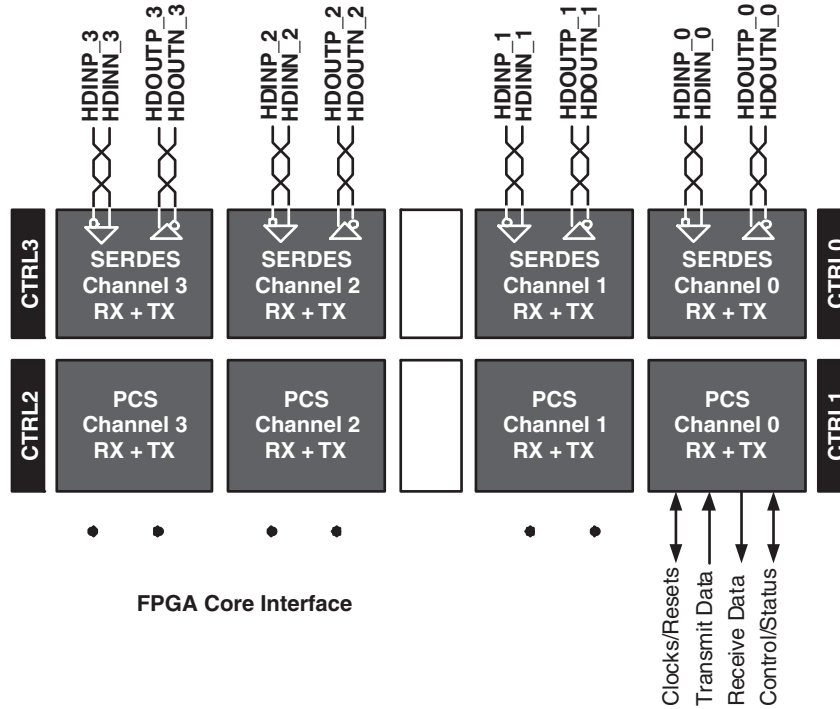 HDINP_3
HDINN_3
HDOUTP_3
HDOUTN_3
HDINP_2
HDINN_2
HDOUTP_2
HDOUTN_2
HDINP_1
HDINN_1
HDOUTP_1
HDOUTN_1
HDINP_0
HDINN_0
HDOUTP_0
HDOUTN_0
CTRL3
SERDES
Channel 3
RX + TX
SERDES
Channel 2
RX + TX
SERDES
Channel 1
RX + TX
SERDES
Channel 0
RX + TX
CTRL0
CTRL2
PCS
Channel 3
RX + TX
PCS
Channel 2
RX + TX
PCS
Channel 1
RX + TX
PCS
Channel 0
RX + TX
CTRL1
FPGA Core Interface
Clocks/Resets
Transmit Data
Receive Data
Control/Status